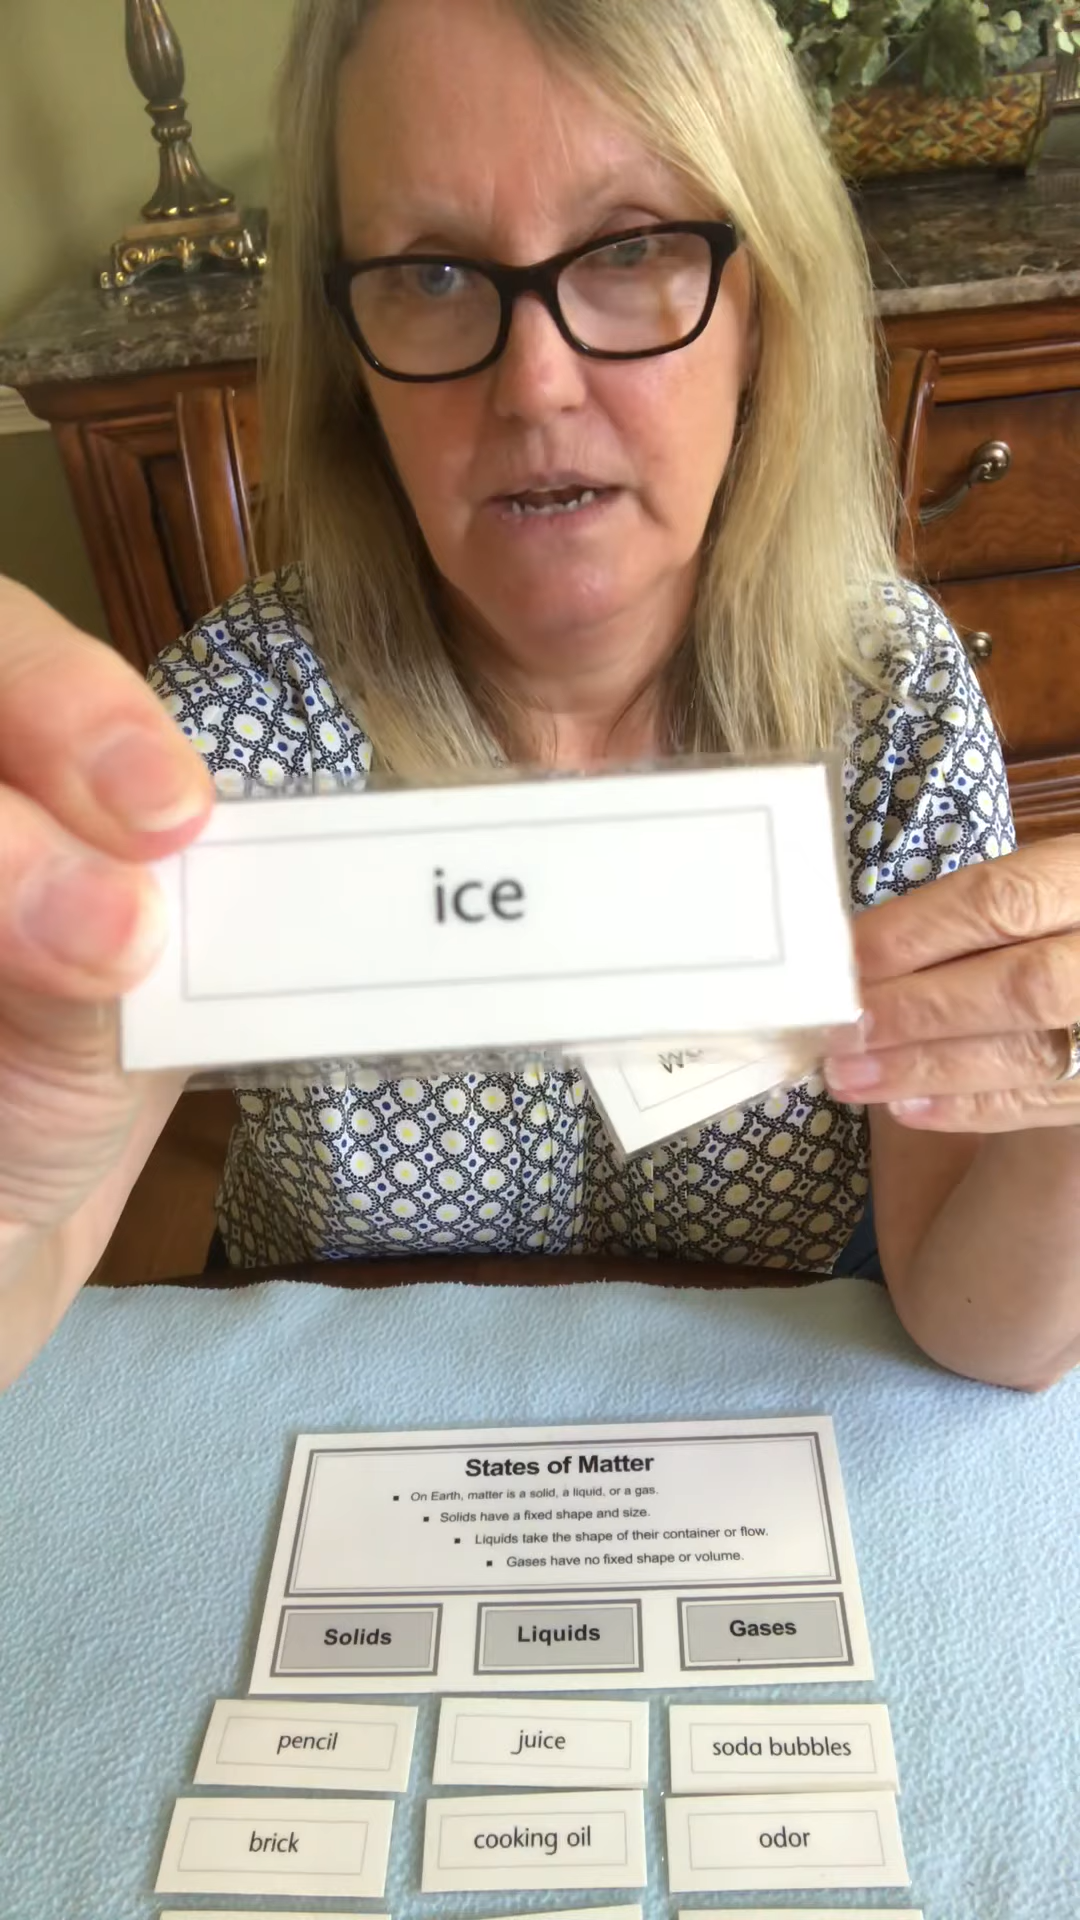 ice
States of Matter
▪ On Earth, matter is a solid, a liquid, or a gas.
▪ Solids have a fixed shape and size.
▪ Liquids take the shape of their container or flow.
▪ Gases have no fixed shape or volume.
Solids
Liquids
Gases
pencil
juice
soda bubbles
brick
cooking oil
odor